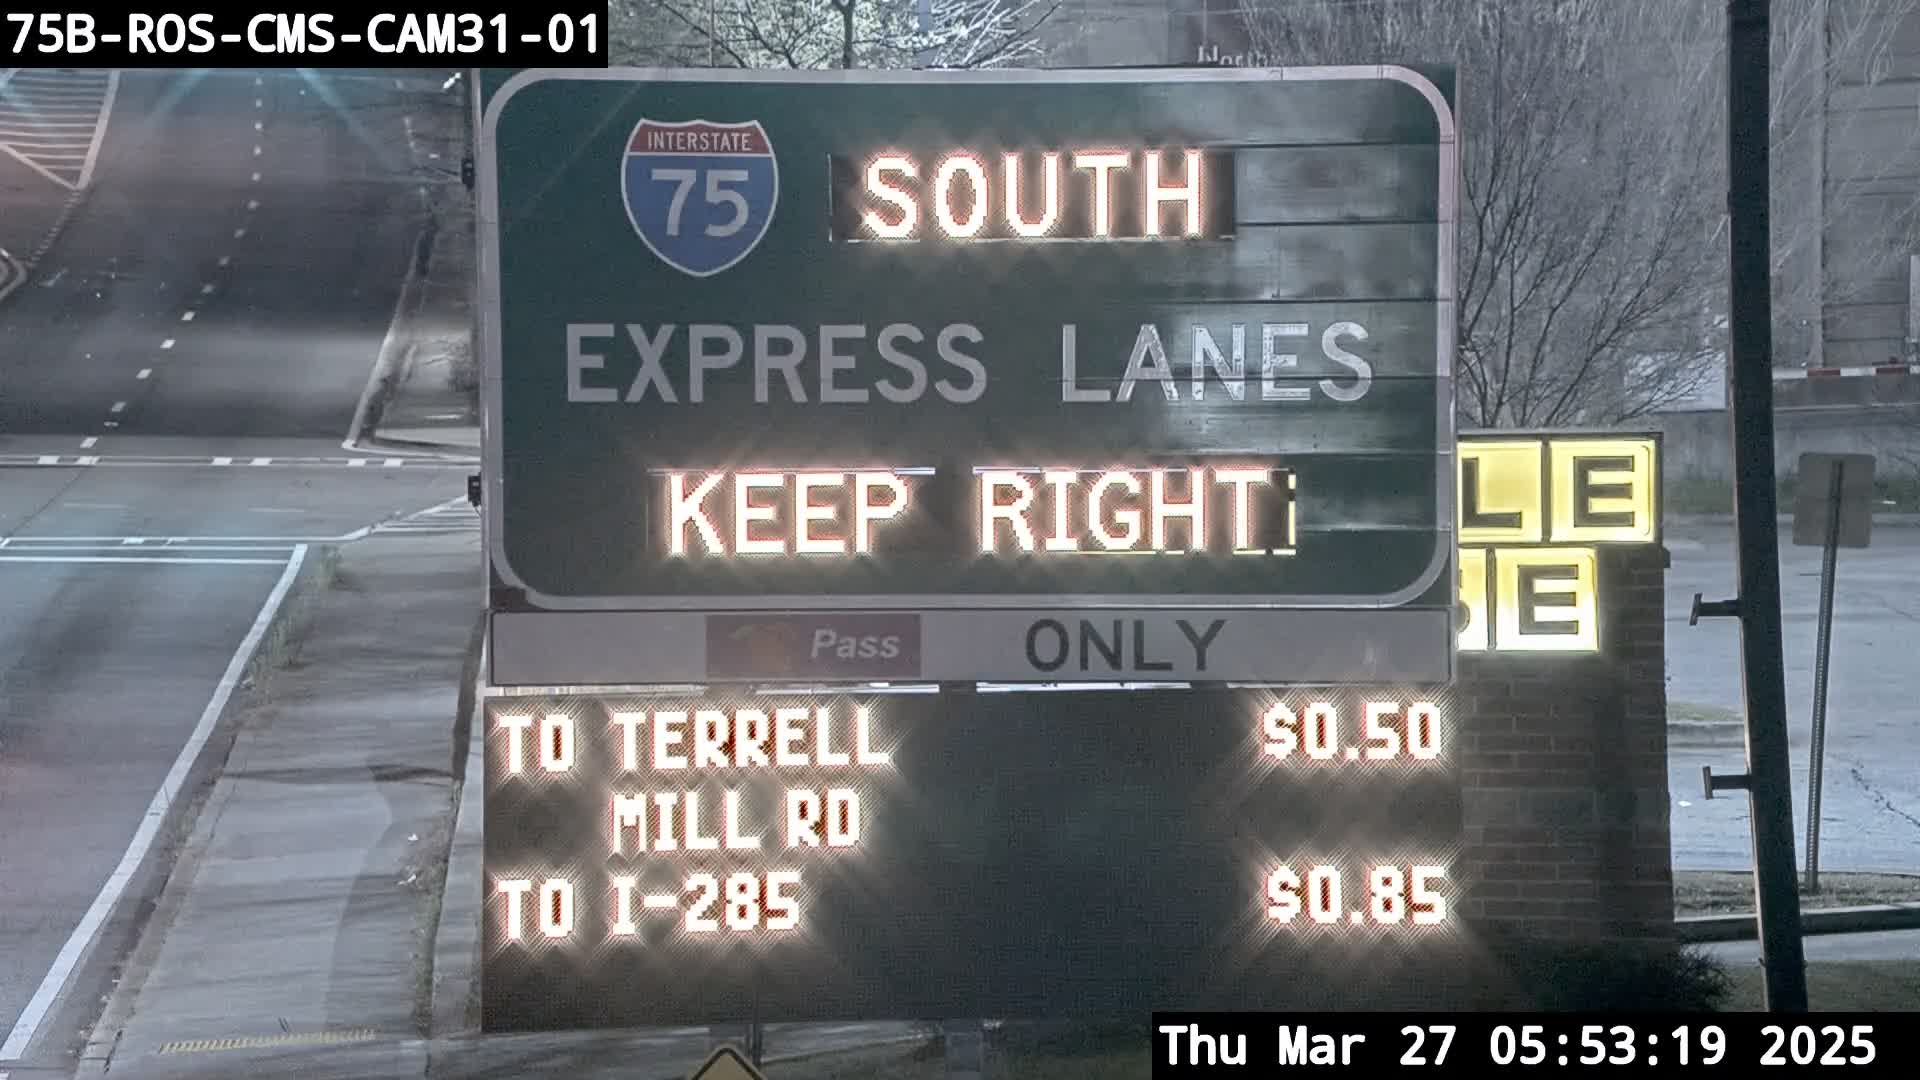 75B-ROS-CMS-CAM31-01
INTERSTATE
75
SOUTH
EXPRESS LANES
KEEP RIGHT
Pass ONLY
TO TERRELL $0.50
MILL RD
TO I-285 $0.85
LE
E
Thu Mar 27 05:53:19 2025